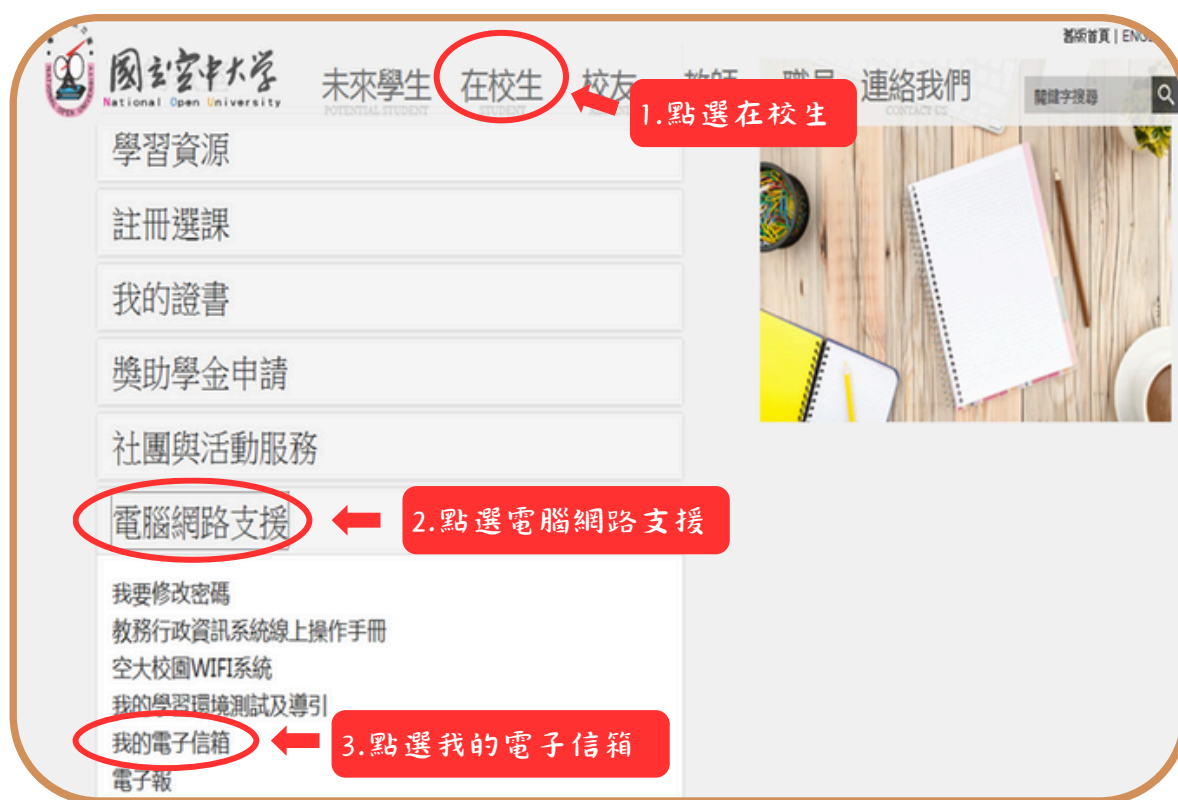 舊版首頁 | ENG
國立空中大學
National Open University
未來學生 在校生 校友 教師 職員 連絡我們
POTENTIAL STUDENT STUDENT CONTACT US
關鍵字搜尋
1.點選在校生
學習資源
註冊選課
我的證書
獎助學金申請
社團與活動服務
電腦網路支援
2.點選電腦網路支援
我要修改密碼
教務行政資訊系統線上操作手冊
空大校園WIFI系統
我的學習環境測試及導引
我的電子信箱
3.點選我的電子信箱
電子報